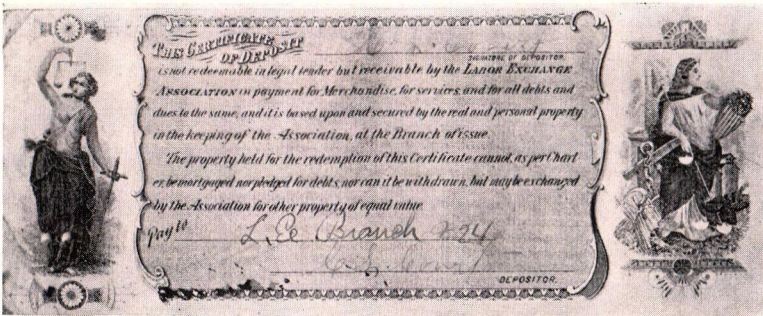 THIS CERTIFICATE
OF DEPOSIT
SIGNATURE OF DEPOSITOR.
is not redeemable in legal tender but receivable by the LABOR EXCHANGE
ASSOCIATION in payment for Merchandise, for services, and for all debts and
dues to the same, and it is based upon and secured by the real and personal property
in the keeping of the Association, at the Branch of issue.
The property held for the redemption of this Certificate cannot, as per Chart
er, be mortgaged nor pledged for debts, nor can it be withdrawn, but may be exchanged
by the Association for other property of equal value
Pay to
L. Ex Branch 224
DEPOSITOR.